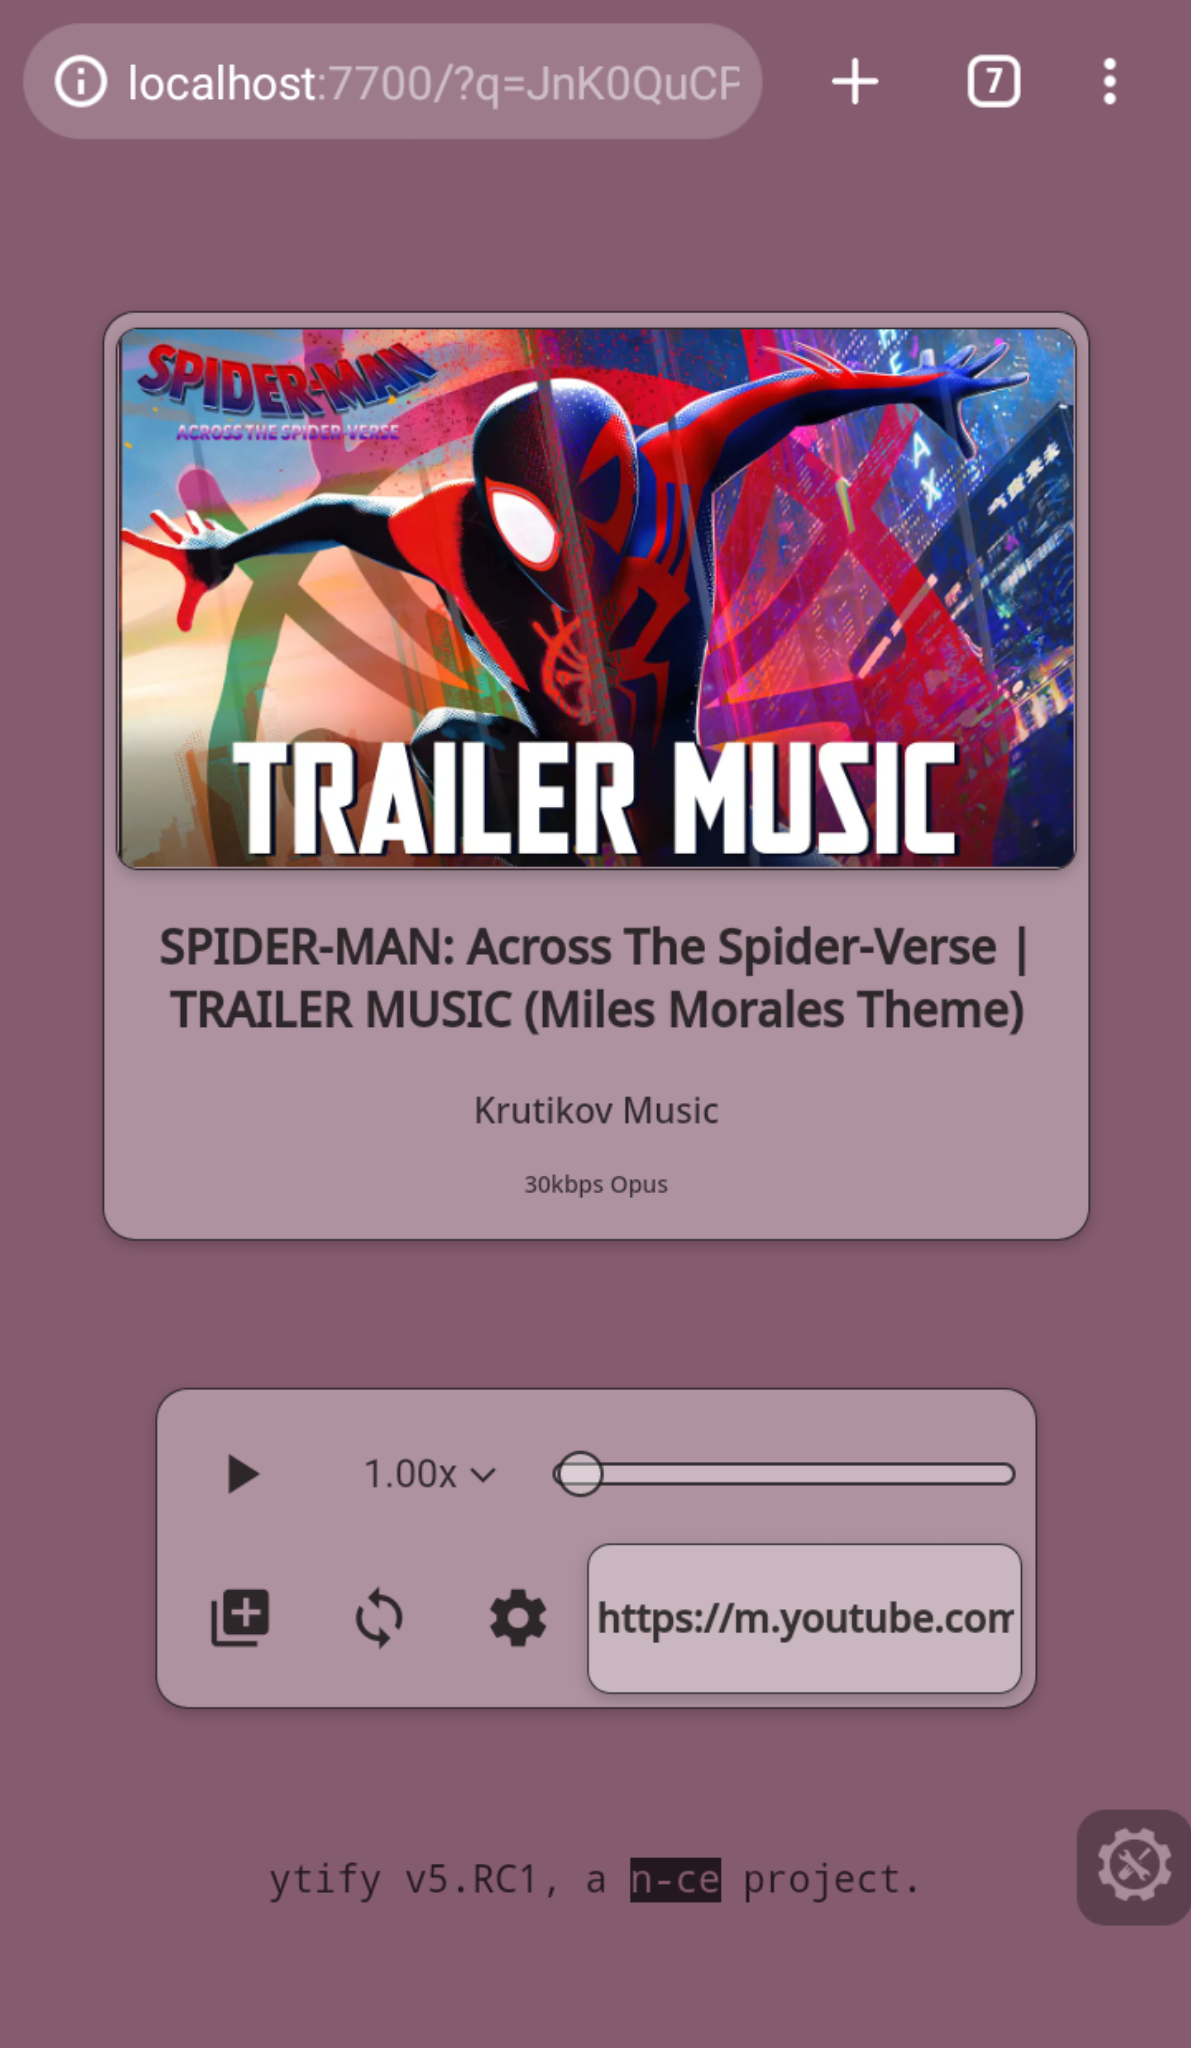 localhost:7700/?q=JnK0QuCF
7
SPIDER-MAN
ACROSS THE SPIDER-VERSE
A
X
TRAILER MUSIC
SPIDER-MAN: Across The Spider-Verse |
TRAILER MUSIC (Miles Morales Theme)
Krutikov Music
30kbps Opus
1.00x
https://m.youtube.com
ytify v5.RC1, a n-ce project.